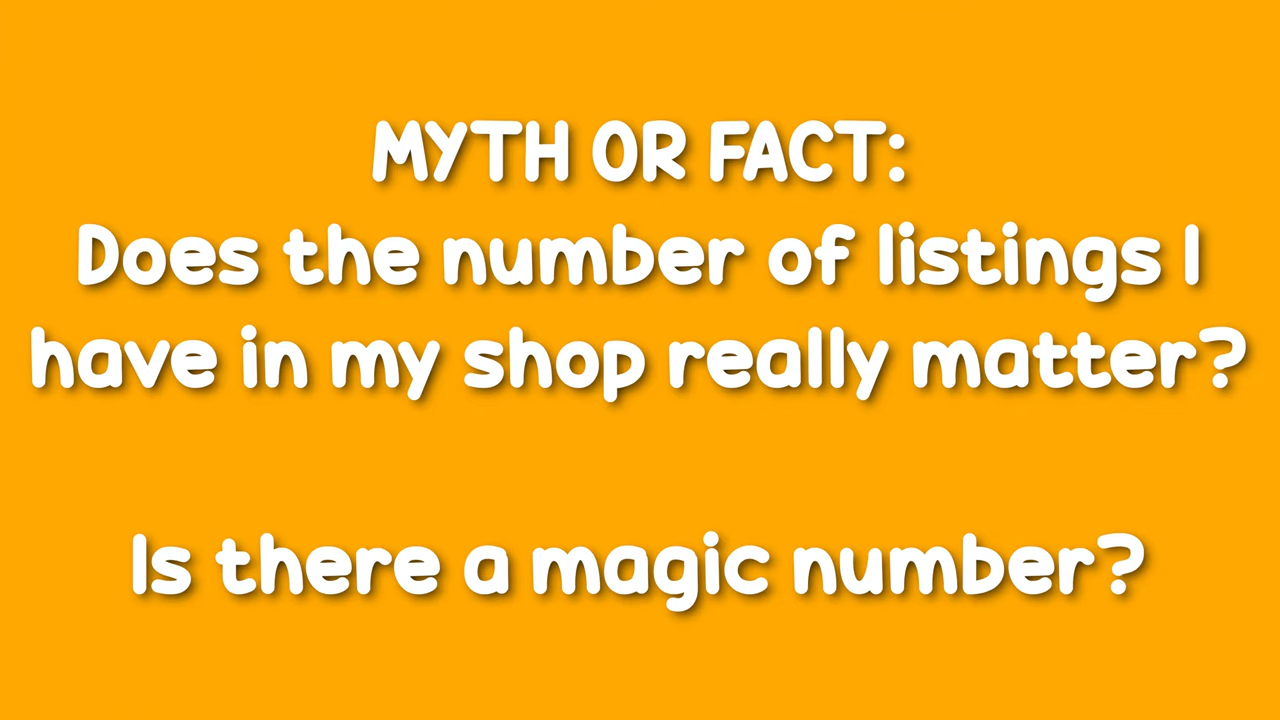 MYTH OR FACT:
Does the number of listings I
have in my shop really matter?
Is there a magic number?